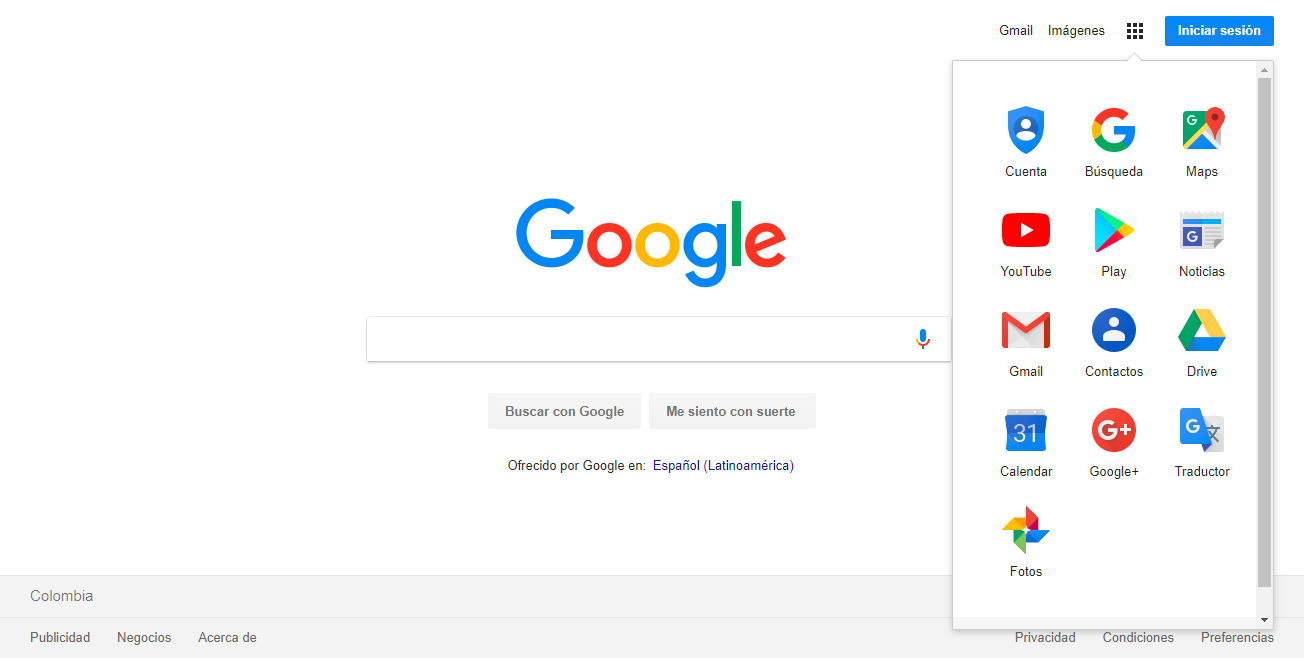 Gmail Imágenes Iniciar sesión
Google
Buscar con Google Me siento con suerte
Ofrecido por Google en: Español (Latinoamérica)
Cuenta Búsqueda Maps
YouTube Play Noticias
Gmail Contactos Drive
31 G+
Calendar Google+ Traductor
Fotos
Colombia
Publicidad Negocios Acerca de Privacidad Condiciones Preferencias